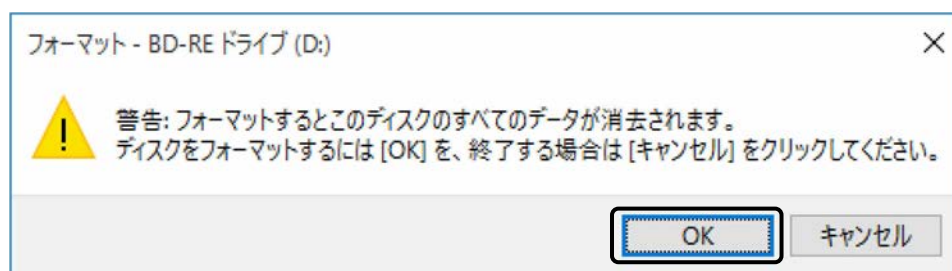 フォーマット - BD-RE ドライブ (D:)
警告: フォーマットするとこのディスクのすべてのデータが消去されます。
ディスクをフォーマットするには [OK] を、終了する場合は [キャンセル] をクリックしてください。
OK
キャンセル